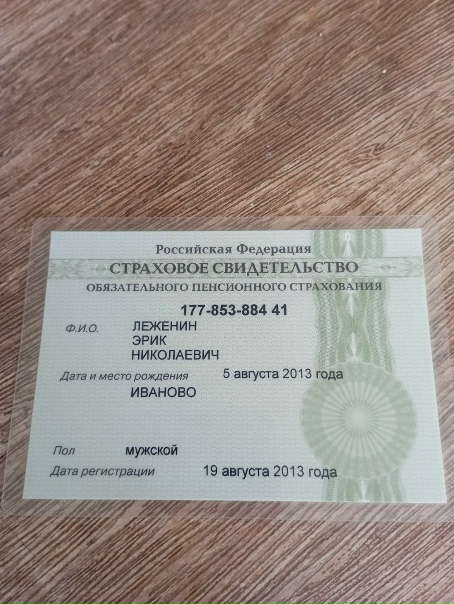 Российская Федерация
СТРАХОВОЕ СВИДЕТЕЛЬСТВО
ОБЯЗАТЕЛЬНОГО ПЕНСИОННОГО СТРАХОВАНИЯ
177-853-884 41
Ф.И.О. ЛЕЖЕНИН
ЭРИК
НИКОЛАЕВИЧ
Дата и место рождения 5 августа 2013 года
ИВАНОВО
Пол мужской
Дата регистрации 19 августа 2013 года